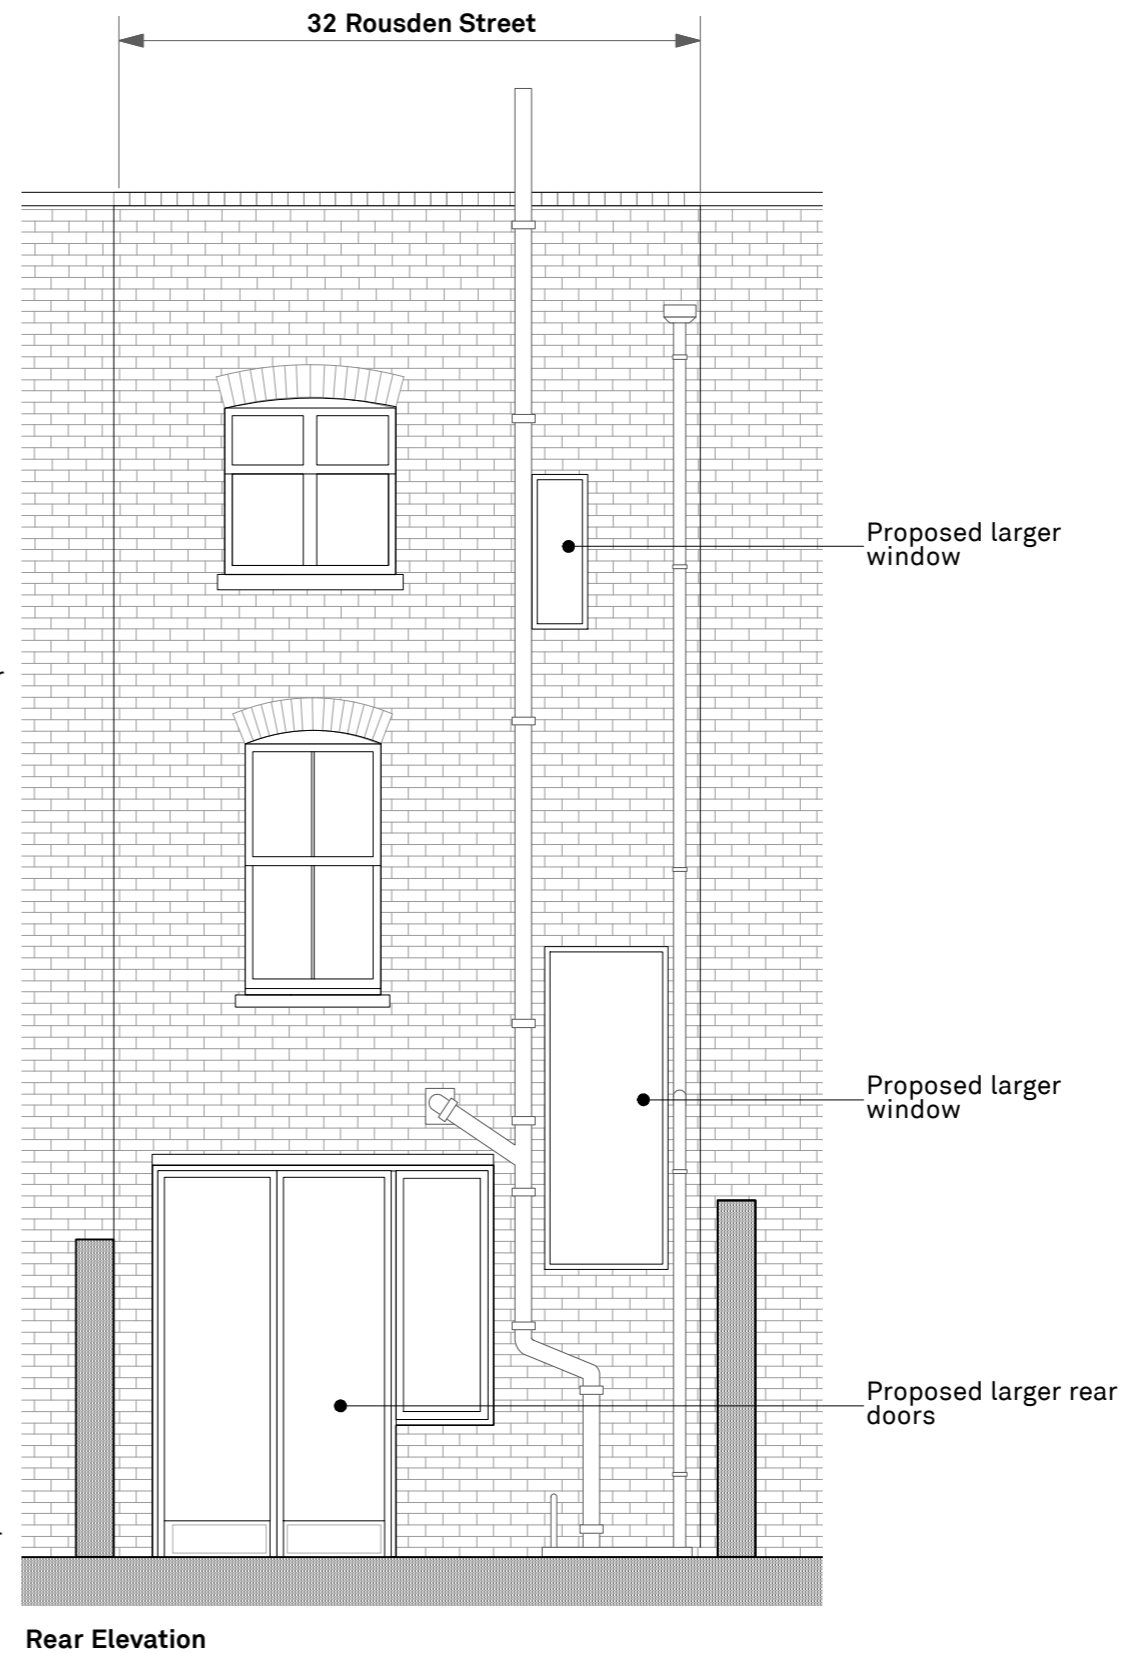 32 Rousden Street
Proposed larger
window
Proposed larger
window
Proposed larger rear
doors
Rear Elevation